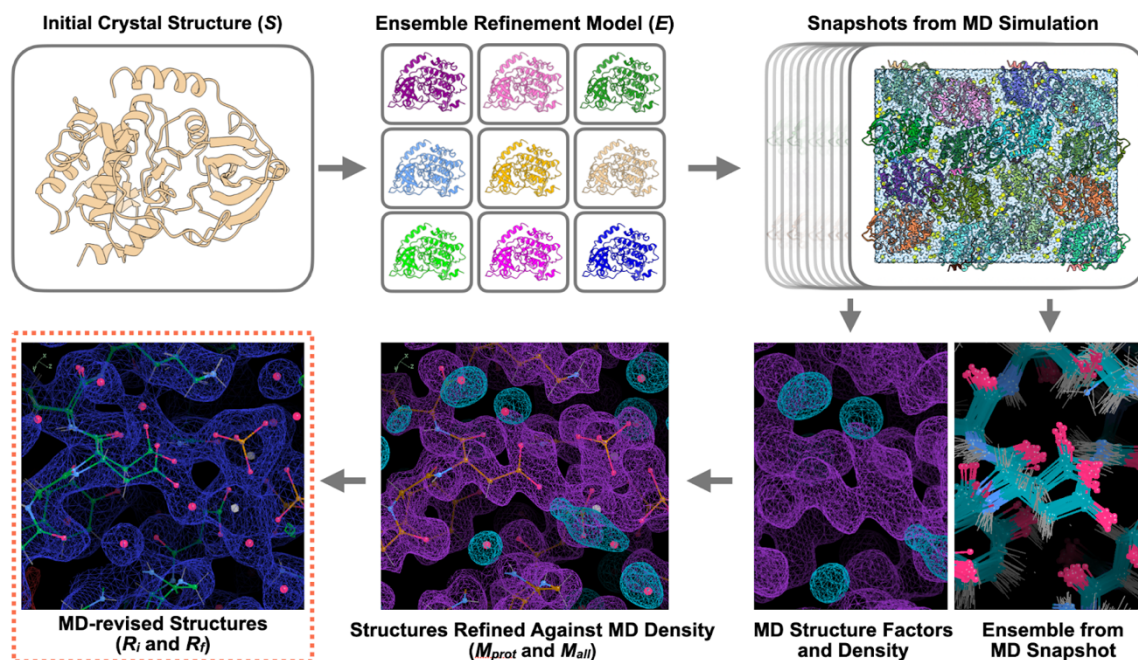 Initial Crystal Structure (S)
Ensemble Refinement Model (E)
Snapshots from MD Simulation
MD-revised Structures
(Ri and Rf)
Structures Refined Against MD Density
(Mprot and Mall)
MD Structure Factors
and Density
Ensemble from
MD Snapshot